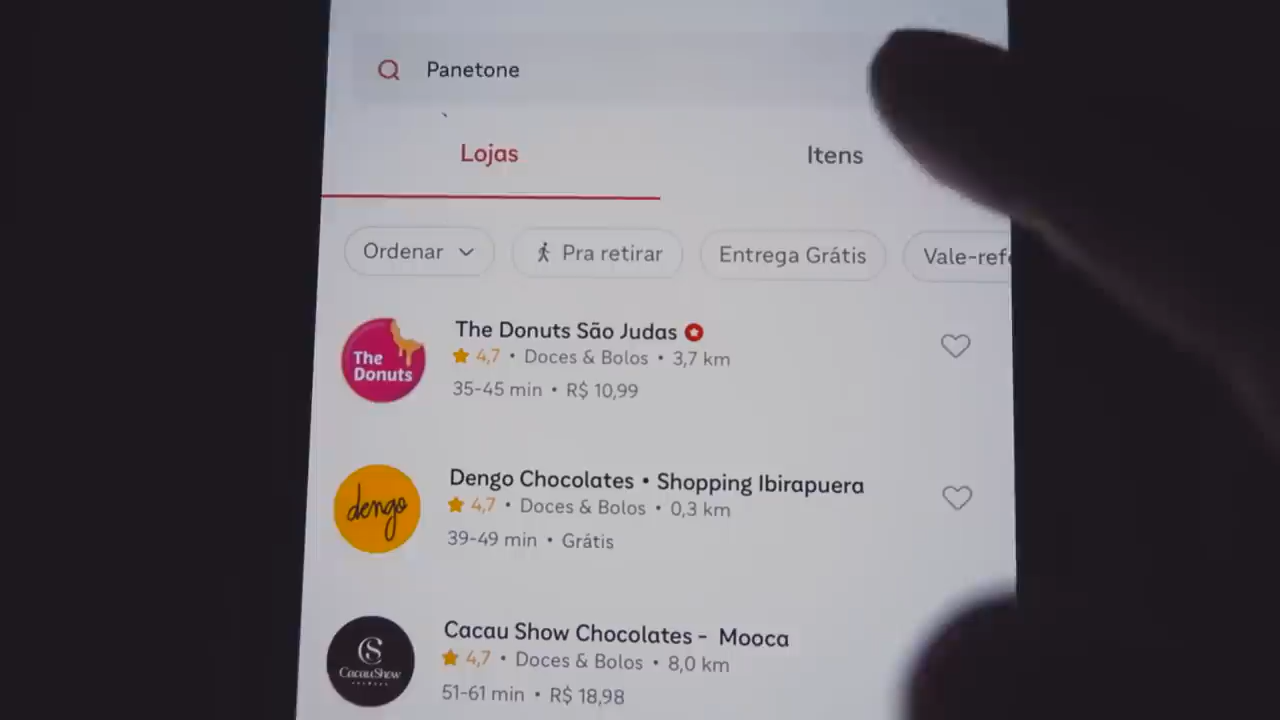 Panetone
Lojas
Itens
Ordenar
Pra retirar
Entrega Grátis
Vale-refe
The Donuts
The Donuts São Judas
4,7 • Doces & Bolos • 3,7 km
35-45 min • R$ 10,99
dengo
Dengo Chocolates • Shopping Ibirapuera
4,7 • Doces & Bolos • 0,3 km
39-49 min • Grátis
CacauShow
Cacau Show Chocolates - Mooca
4,7 • Doces & Bolos • 8,0 km
51-61 min • R$ 18,98